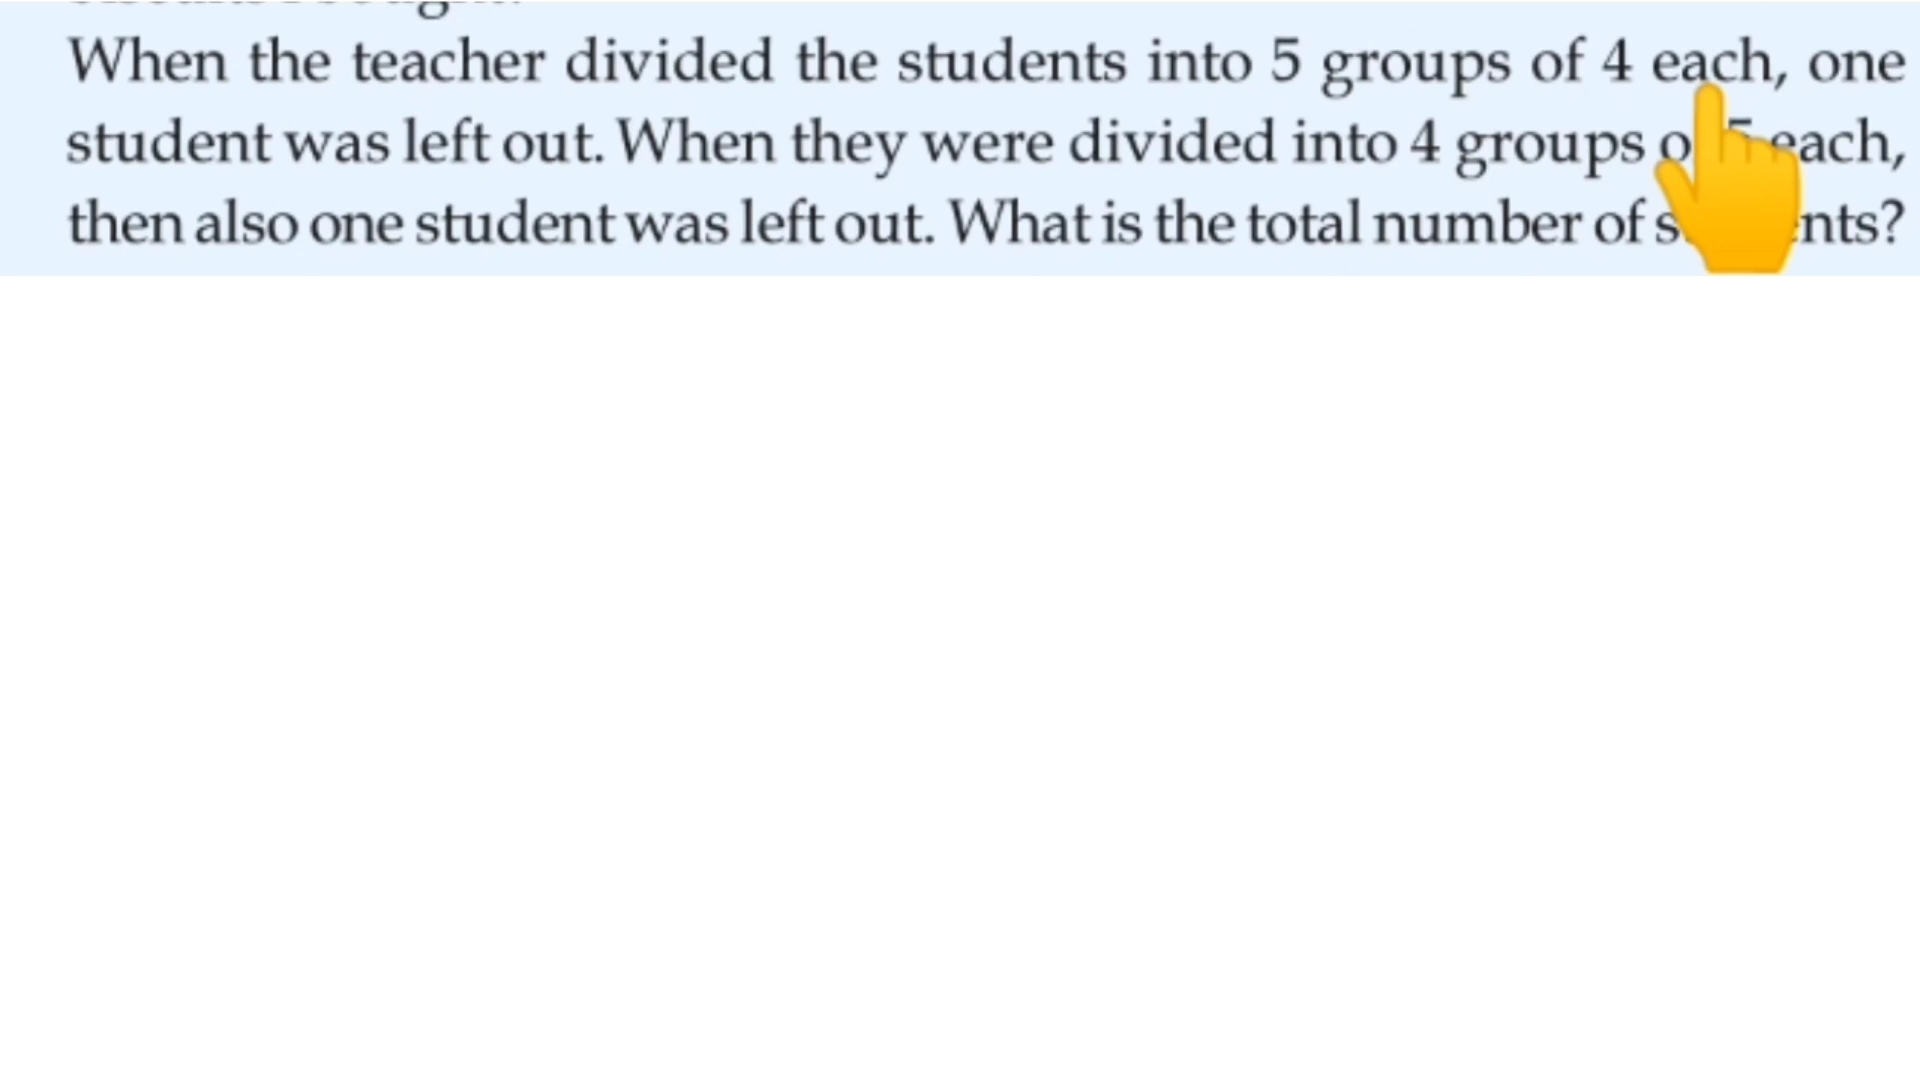 When the teacher divided the students into 5 groups of 4 each, one
student was left out. When they were divided into 4 groups each,
then also one student was left out. What is the total number of